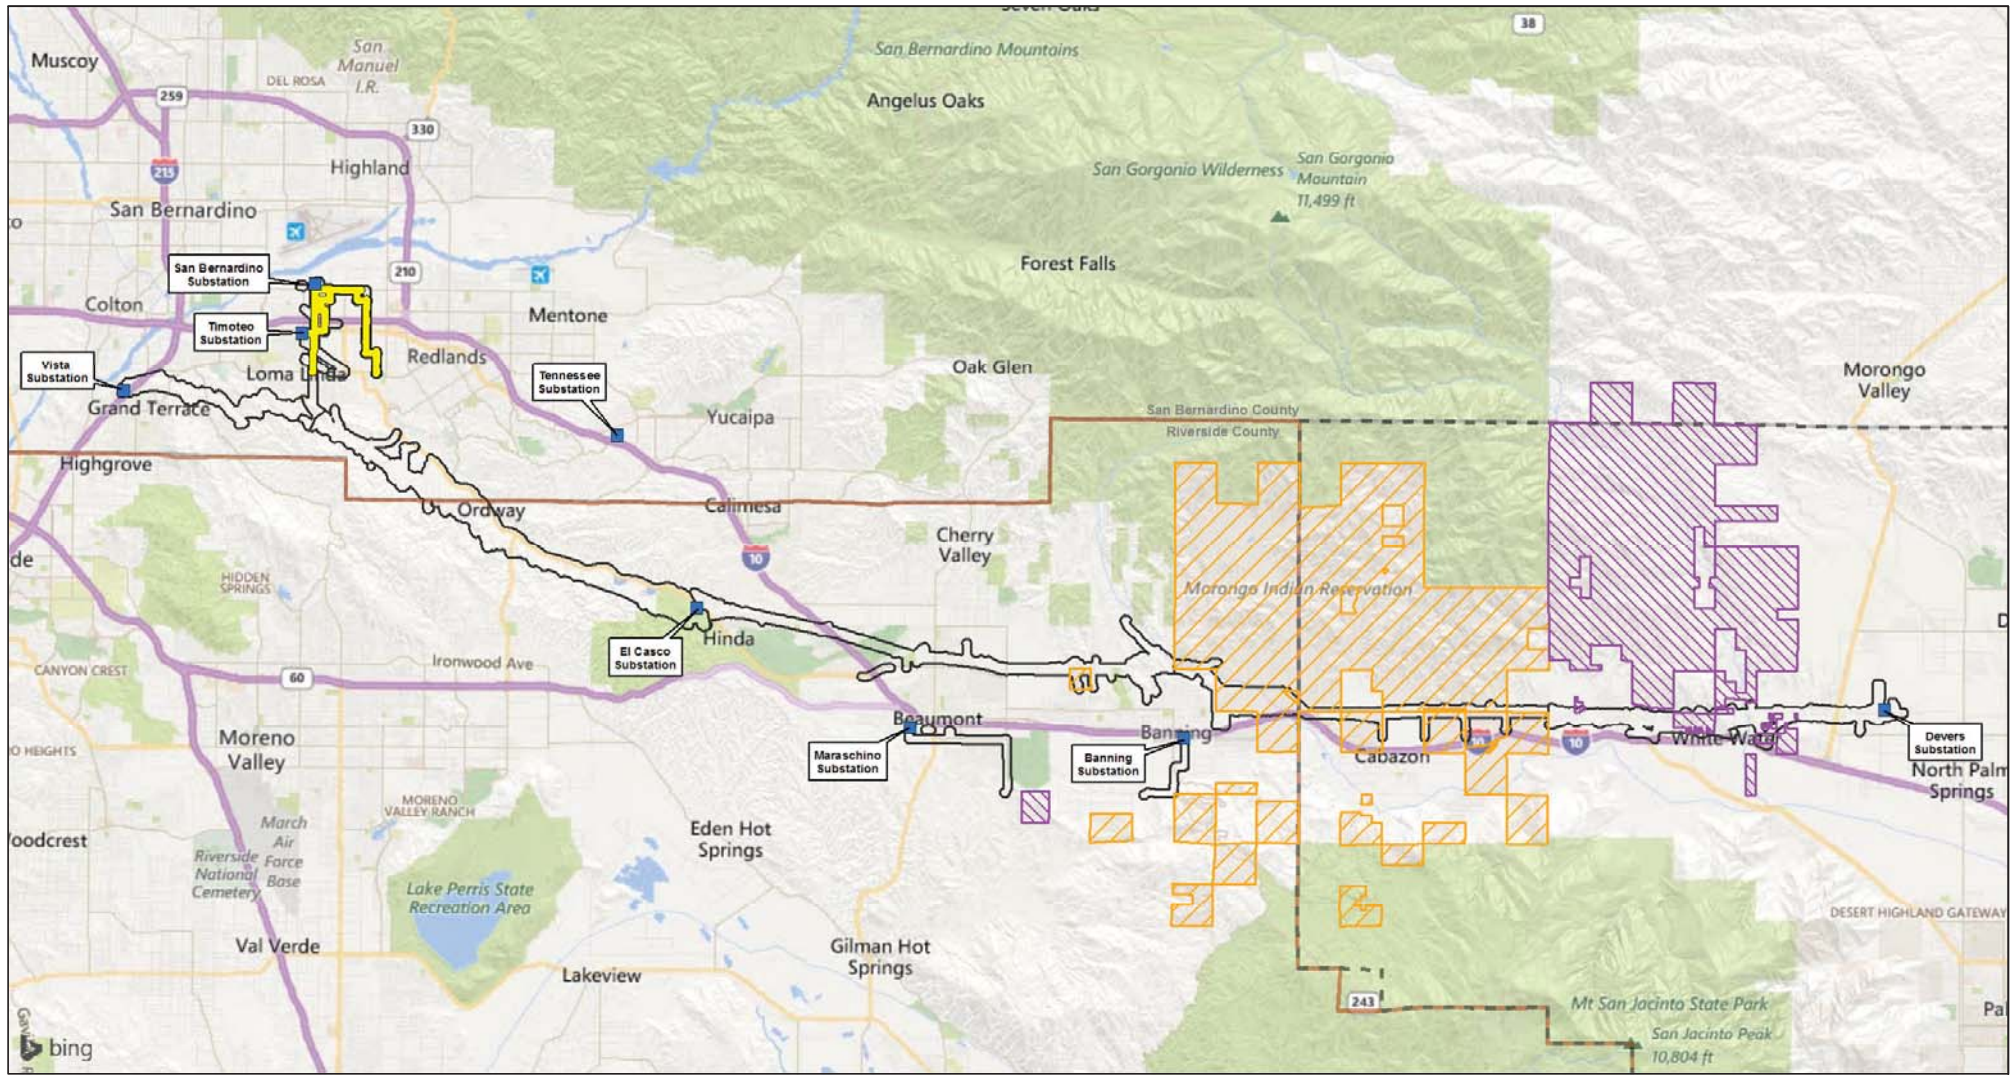 38
San Bernardino Mountains
Muscoy
San
Manuel
I.R.
DEL ROSA
259
Angelus Oaks
330
215
Highland
San Gorgonio Wilderness
San Gorgonio
Mountain
11,499 ft
San Bernardino
San Bernardino
Substation
210
Forest Falls
Colton
Mentone
Timoteo
Substation
Redlands
Vista
Substation
Loma Linda
Tennessee
Substation
Oak Glen
Morongo
Valley
Grand Terrace
Yucaipa
San Bernardino County
Riverside County
Highgrove
Ordway
Calimesa
Cherry
Valley
10
de
HIDDEN
SPRINGS
Morongo Indian Reservation
Hinda
El Casco
Substation
CANYON CREST
Ironwood Ave
60
Beaumont
Banning
Maraschino
Substation
Banning
Substation
Cabazon
10
10
White Water
Devers
Substation
North Palm
Springs
O HEIGHTS
Moreno
Valley
MORENO
VALLEY RANCH
March
Air
Force
Base
Riverside
National
Cemetery
Eden Hot
Springs
Lake Perris State
Recreation Area
DESERT HIGHLAND GATEWAY
Val Verde
Gilman Hot
Springs
Lakeview
243
Mt San Jacinto State Park
San Jacinto Peak
10,804 ft
bing